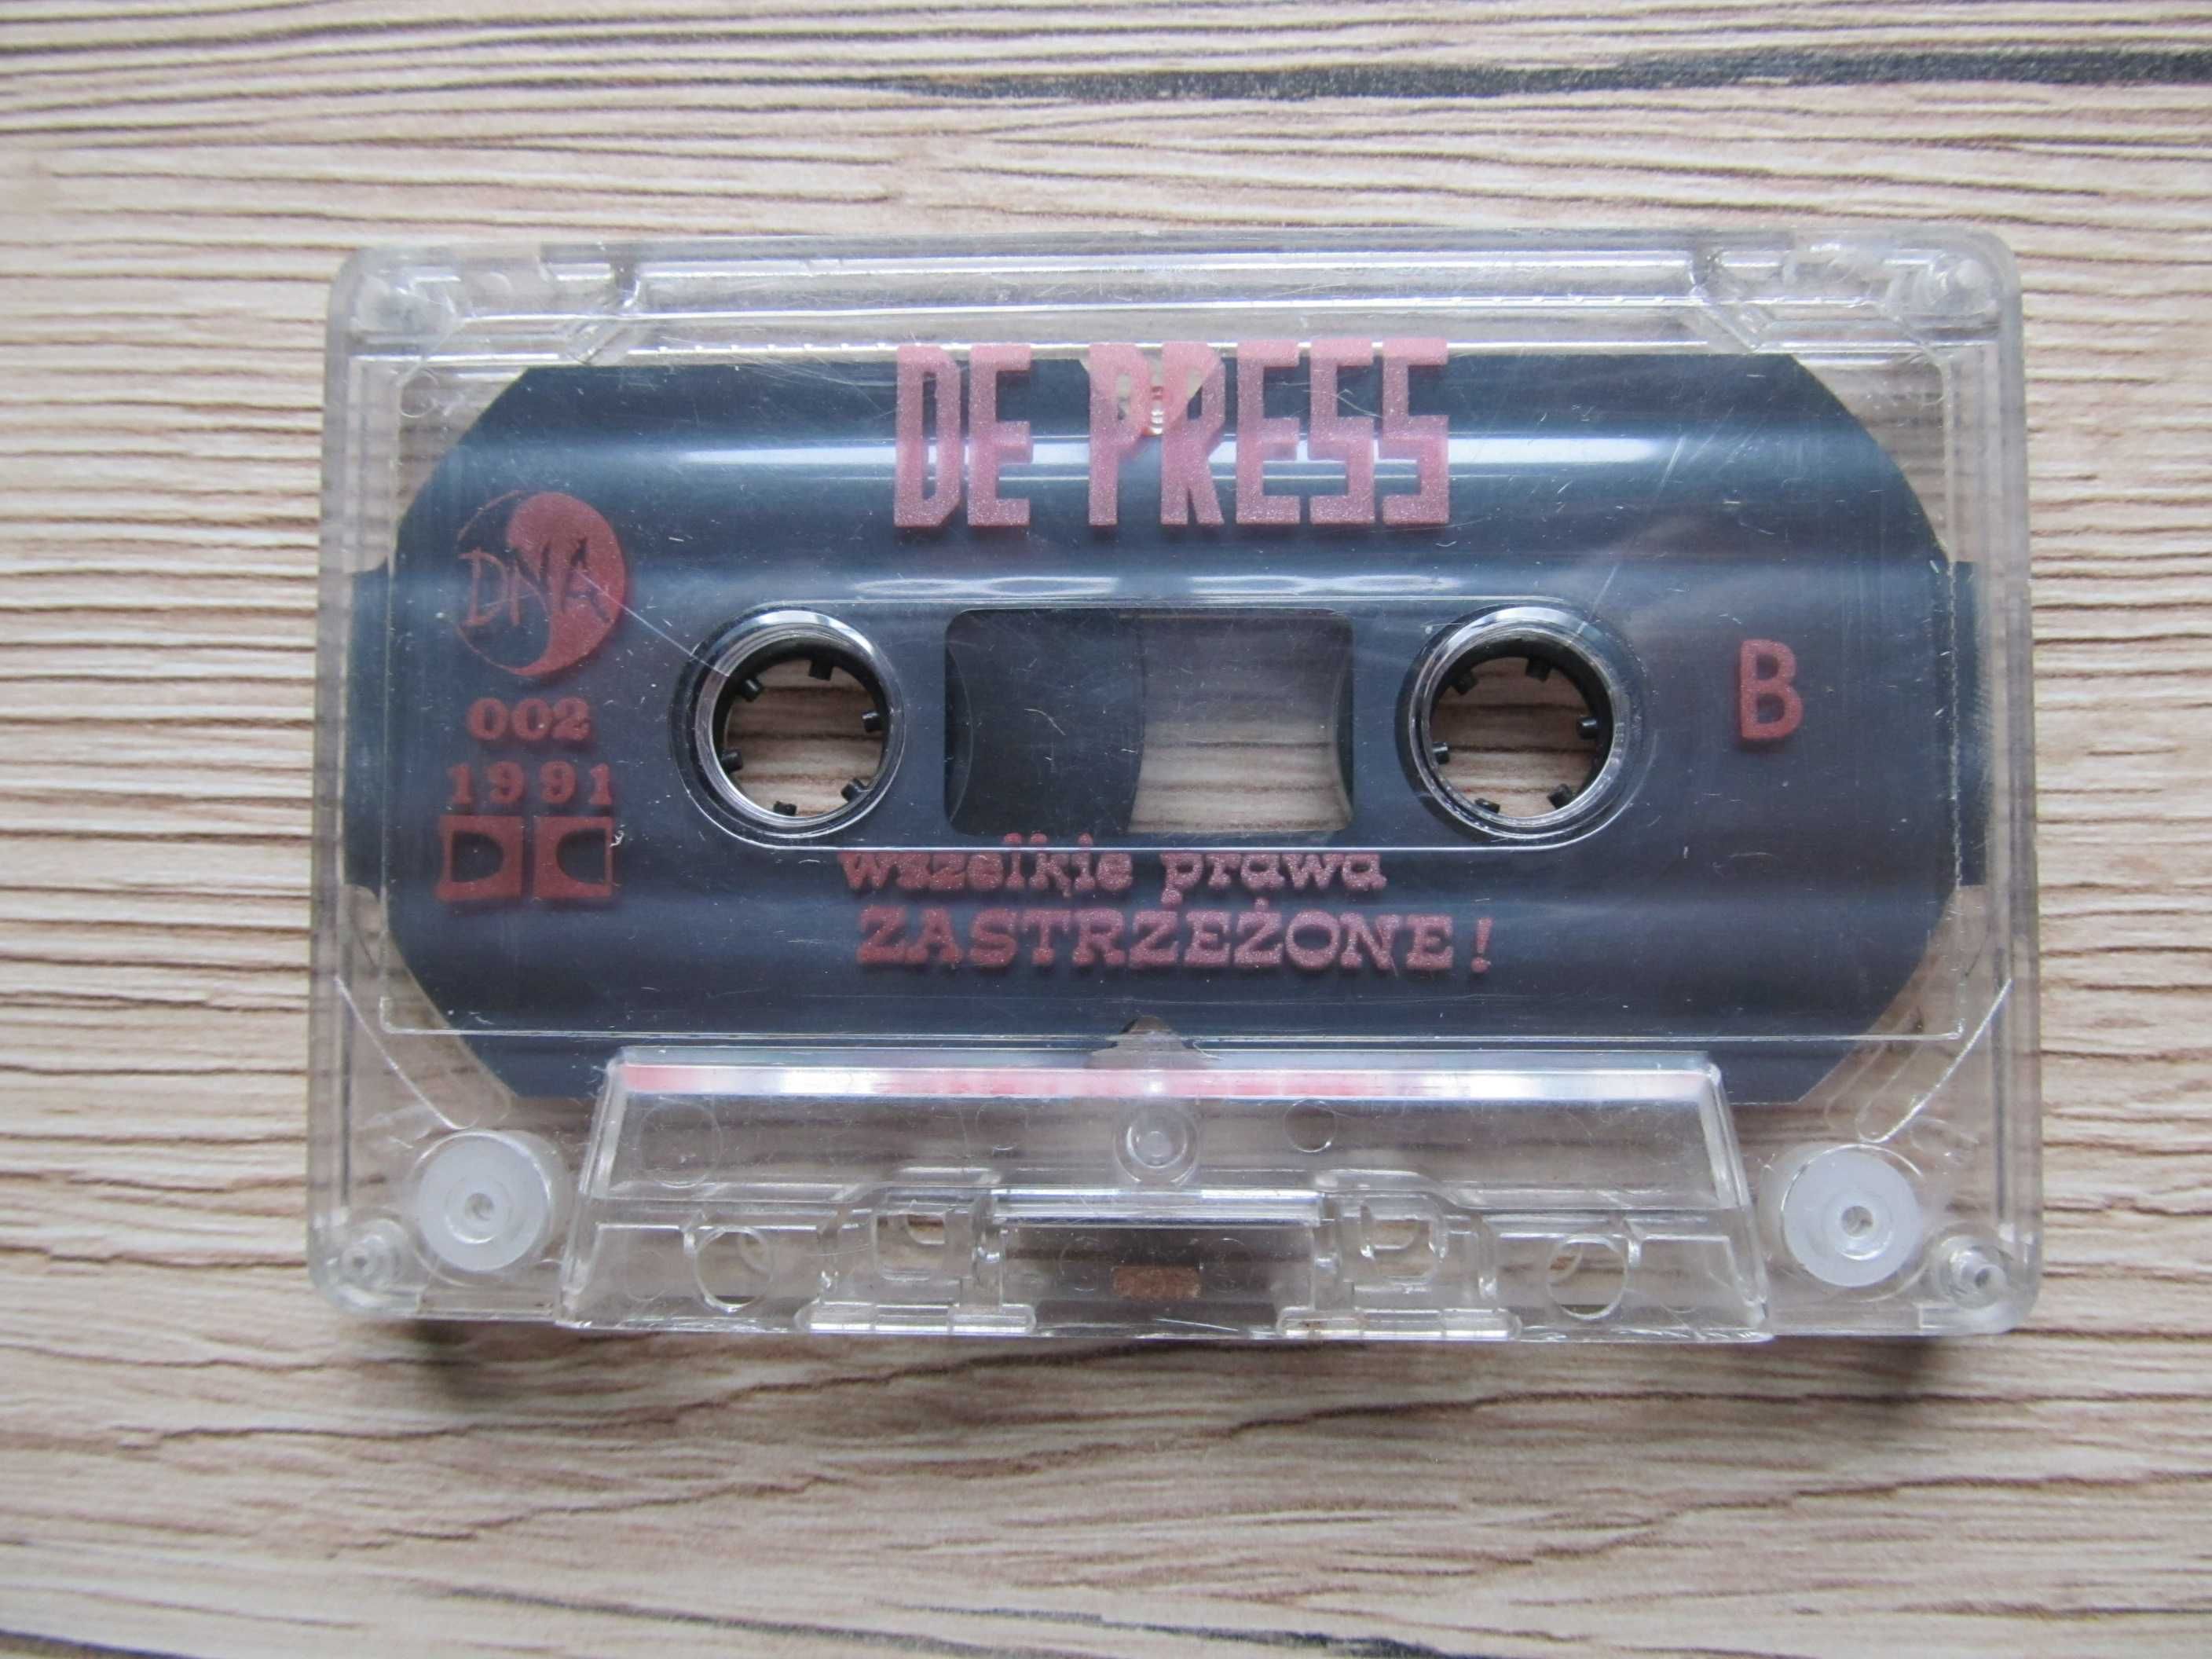 DE PRESS
DNA
002
1991
B
wszelkie prawa
ZASTRZEŻONE!